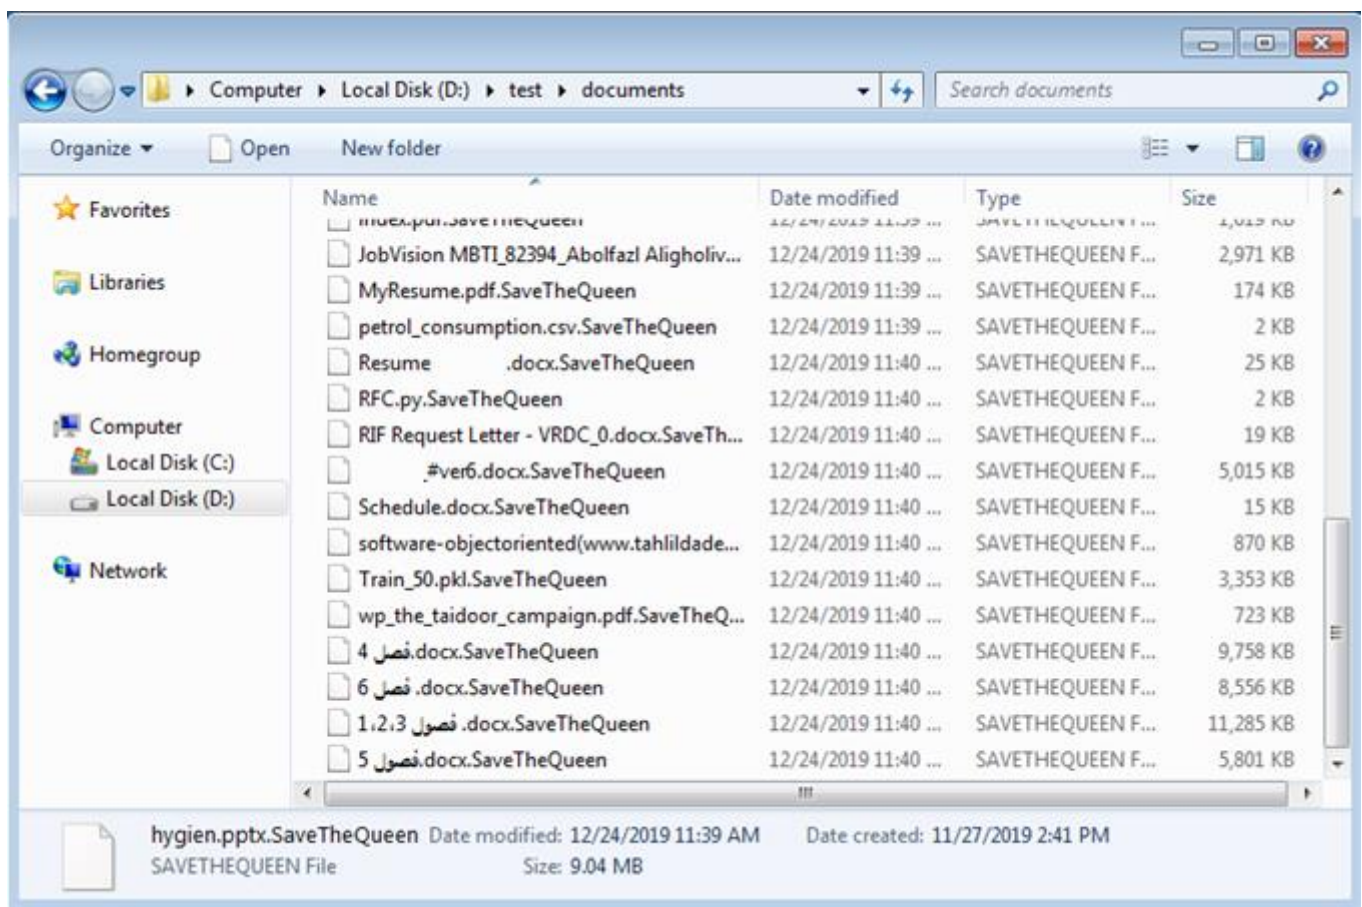 Computer ▸ Local Disk (D:) ▸ test ▸ documents Search documents
Organize Open New folder
Name Date modified Type Size
Favorites
Libraries
Homegroup
Computer
Local Disk (C:)
Local Disk (D:)
Network
index.pdf.SaveTheQueen 12/24/2019 11:39 ... SAVETHEQUEEN F... 1,619 KB
JobVision MBTI_82394_Abolfazl Aligholiv... 12/24/2019 11:39 ... SAVETHEQUEEN F... 2,971 KB
MyResume.pdf.SaveTheQueen 12/24/2019 11:39 ... SAVETHEQUEEN F... 174 KB
petrol_consumption.csv.SaveTheQueen 12/24/2019 11:39 ... SAVETHEQUEEN F... 2 KB
Resume .docx.SaveTheQueen 12/24/2019 11:40 ... SAVETHEQUEEN F... 25 KB
RFC.py.SaveTheQueen 12/24/2019 11:40 ... SAVETHEQUEEN F... 2 KB
RIF Request Letter - VRDC_0.docx.SaveTh... 12/24/2019 11:40 ... SAVETHEQUEEN F... 19 KB
_#ver6.docx.SaveTheQueen 12/24/2019 11:40 ... SAVETHEQUEEN F... 5,015 KB
Schedule.docx.SaveTheQueen 12/24/2019 11:40 ... SAVETHEQUEEN F... 15 KB
software-objectoriented(www.tahlildade... 12/24/2019 11:40 ... SAVETHEQUEEN F... 870 KB
Train_50.pkl.SaveTheQueen 12/24/2019 11:40 ... SAVETHEQUEEN F... 3,353 KB
wp_the_taidoor_campaign.pdf.SaveTheQ... 12/24/2019 11:40 ... SAVETHEQUEEN F... 723 KB
فصل 4.docx.SaveTheQueen 12/24/2019 11:40 ... SAVETHEQUEEN F... 9,758 KB
فصل 6 .docx.SaveTheQueen 12/24/2019 11:40 ... SAVETHEQUEEN F... 8,556 KB
فصول 1،2،3 .docx.SaveTheQueen 12/24/2019 11:40 ... SAVETHEQUEEN F... 11,285 KB
فصول 5.docx.SaveTheQueen 12/24/2019 11:40 ... SAVETHEQUEEN F... 5,801 KB
hygien.pptx.SaveTheQueen Date modified: 12/24/2019 11:39 AM Date created: 11/27/2019 2:41 PM
SAVETHEQUEEN File Size: 9.04 MB